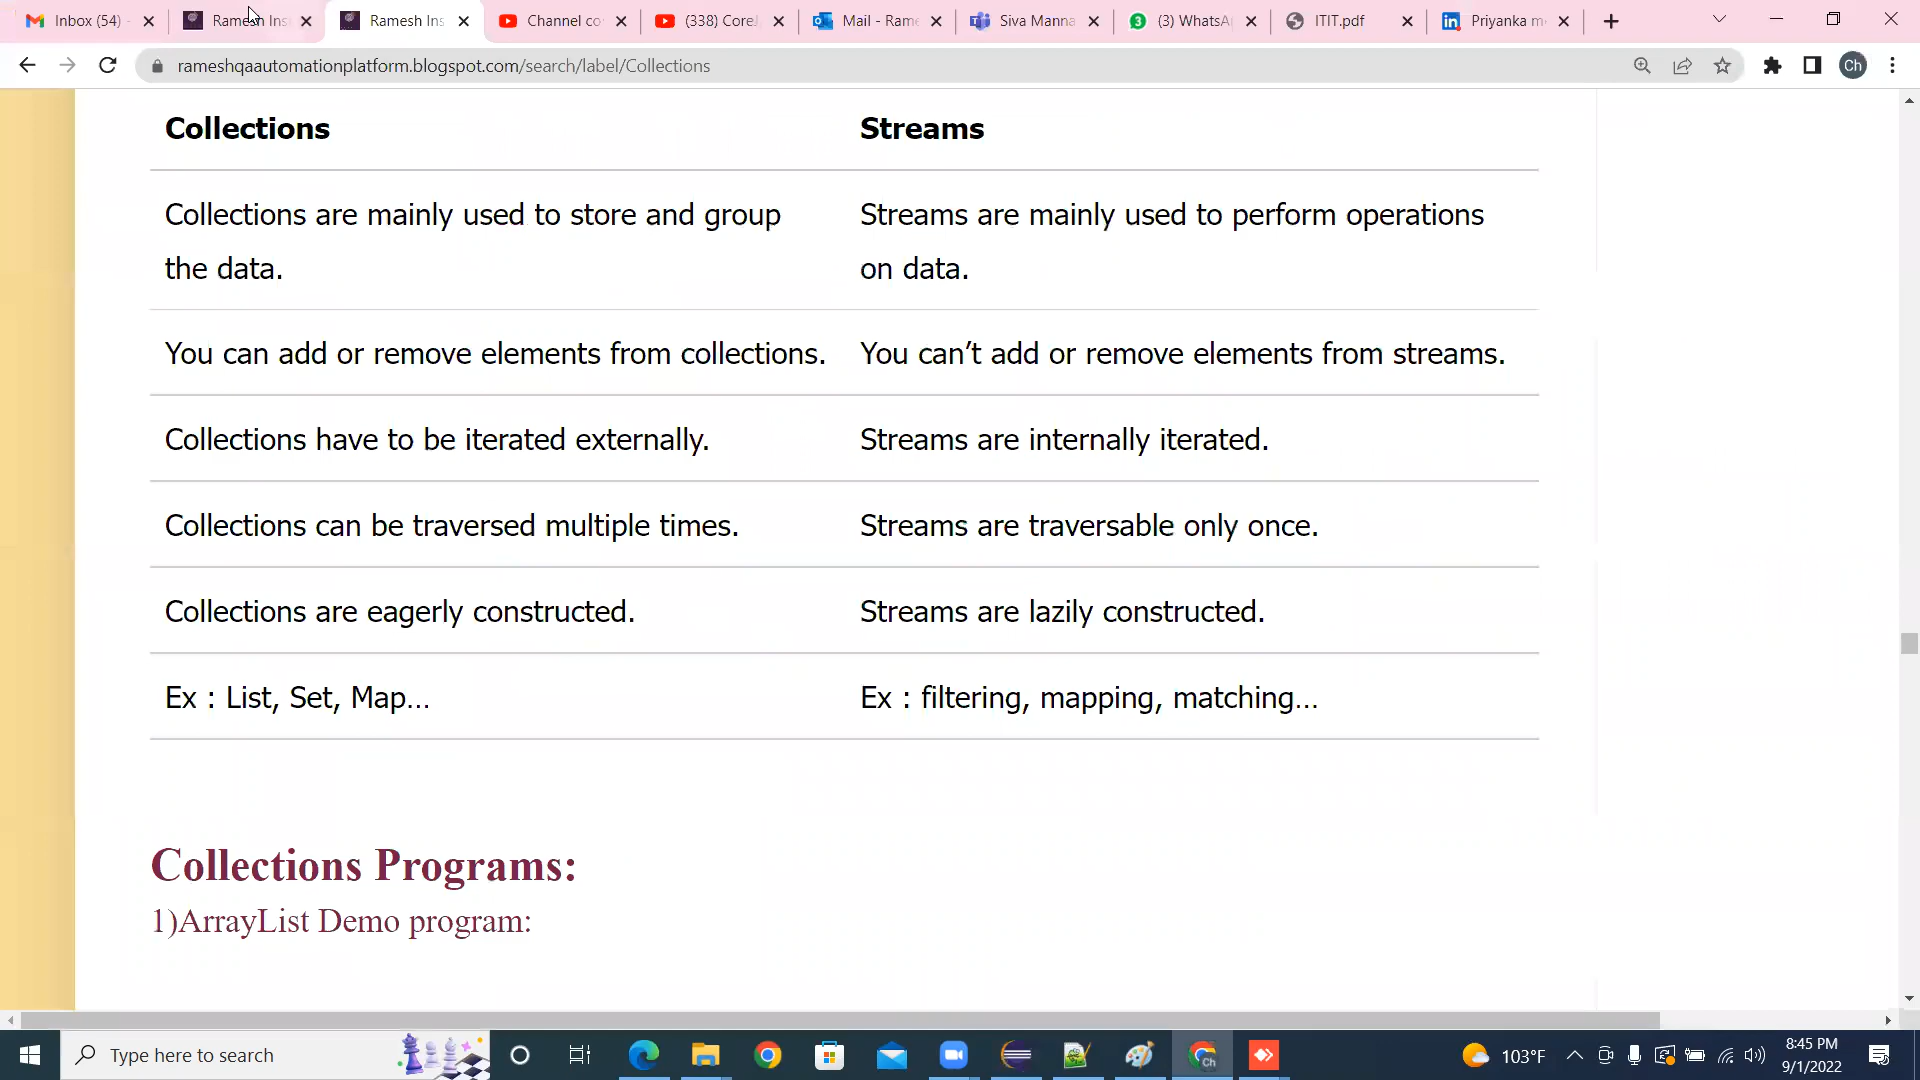 Inbox (54) -
Ramesh Ins
Ramesh Ins
Channel co
(338) CoreJ
Mail - Rame
Siva Manna
(3) WhatsA
ITIT.pdf
Priyanka m
rameshqaautomationplatform.blogspot.com/search/label/Collections
Ch
Collections Streams
Collections are mainly used to store and group
the data.
Streams are mainly used to perform operations
on data.
You can add or remove elements from collections. You can’t add or remove elements from streams.
Collections have to be iterated externally. Streams are internally iterated.
Collections can be traversed multiple times. Streams are traversable only once.
Collections are eagerly constructed. Streams are lazily constructed.
Ex : List, Set, Map… Ex : filtering, mapping, matching…
Collections Programs:
1)ArrayList Demo program:
Type here to search
103°F
8:45 PM
9/1/2022